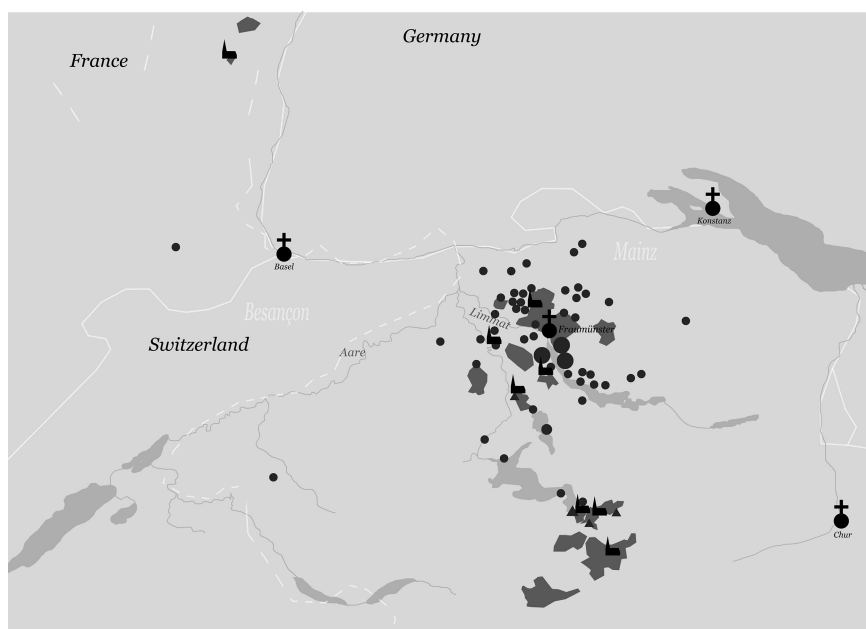 Germany
France
Konstanz
Mainz
Basel
Besançon
Limmat
Fraumünster
Switzerland
Aare
Chur